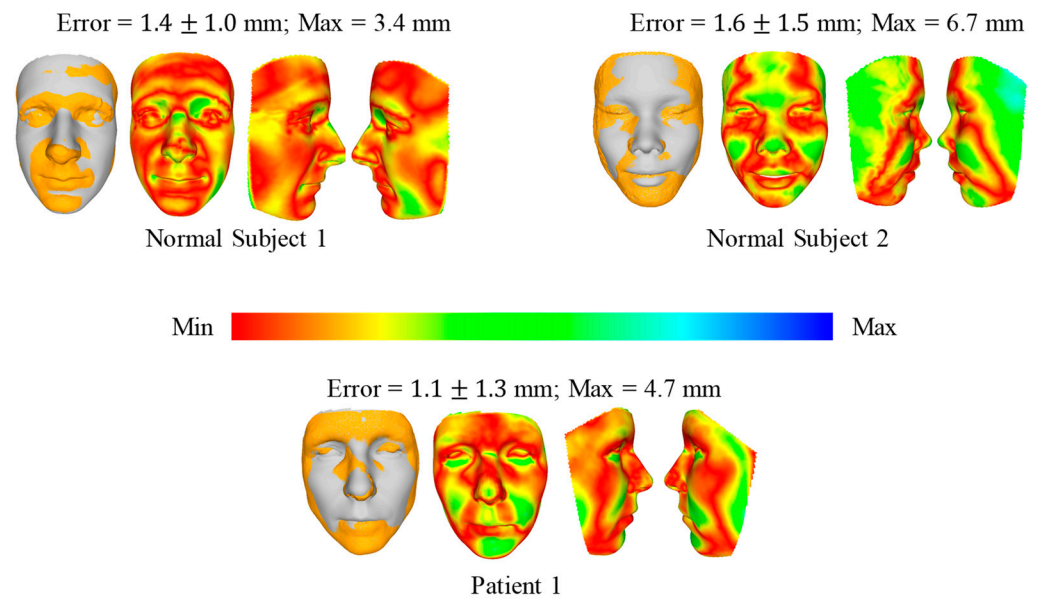 Error = 1.4 ± 1.0 mm; Max = 3.4 mm
Error = 1.6 ± 1.5 mm; Max = 6.7 mm
Normal Subject 1
Normal Subject 2
Min
Max
Error = 1.1 ± 1.3 mm; Max = 4.7 mm
Patient 1